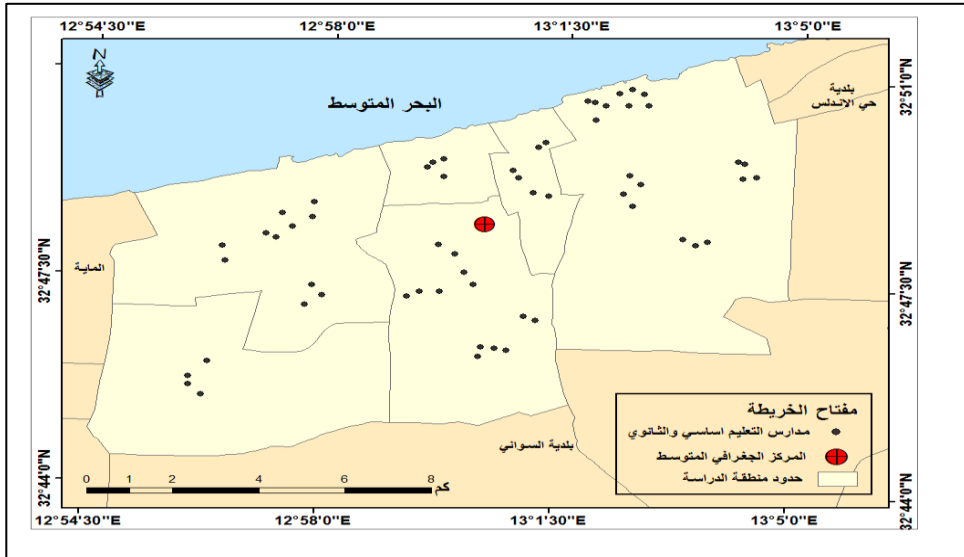 12°54'30"E 12°58'0"E 13°1'30"E 13°5'0"E
N
البحر المتوسط
بلدية
حي الاندلس
32°51'0"N
32°47'30"N
الماية
32°47'30"N
بلدية السواني
مفتاح الخريطة
مدارس التعليم اساسي والثانوي
المركز الجغرافي المتوسط
حدود منطقة الدراسة
0 1 2 4 6 8 كم
32°44'0"N
32°44'0"N
12°54'30"E 12°58'0"E 13°1'30"E 13°5'0"E